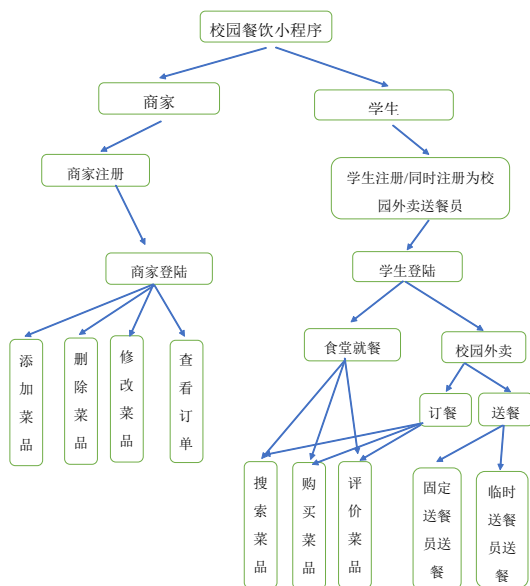 校园餐饮小程序
商家
学生
商家注册
学生注册/同时注册为校
园外卖送餐员
商家登陆
学生登陆
食堂就餐
校园外卖
添加菜品
删除菜品
修改菜品
查看订单
订餐
送餐
搜索菜品
购买菜品
评价菜品
固定
送餐
员送
餐
临时
送餐
员送
餐